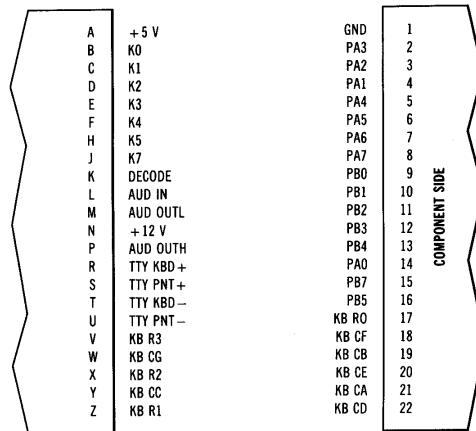 A +5 V
B K0
C K1
D K2
E K3
F K4
H K5
J K7
K DECODE
L AUD IN
M AUD OUTL
N +12 V
P AUD OUTH
R TTY KBD+
S TTY PNT+
T TTY KBD−
U TTY PNT−
V KB R3
W KB CG
X KB R2
Y KB CC
Z KB R1
GND 1
PA3 2
PA2 3
PA1 4
PA4 5
PA5 6
PA6 7
PA7 8
PB0 9
PB1 10
PB2 11
PB3 12
PB4 13
PA0 14
PB7 15
PB5 16
KB RO 17
KB CF 18
KB CB 19
KB CE 20
KB CA 21
KB CD 22
COMPONENT SIDE